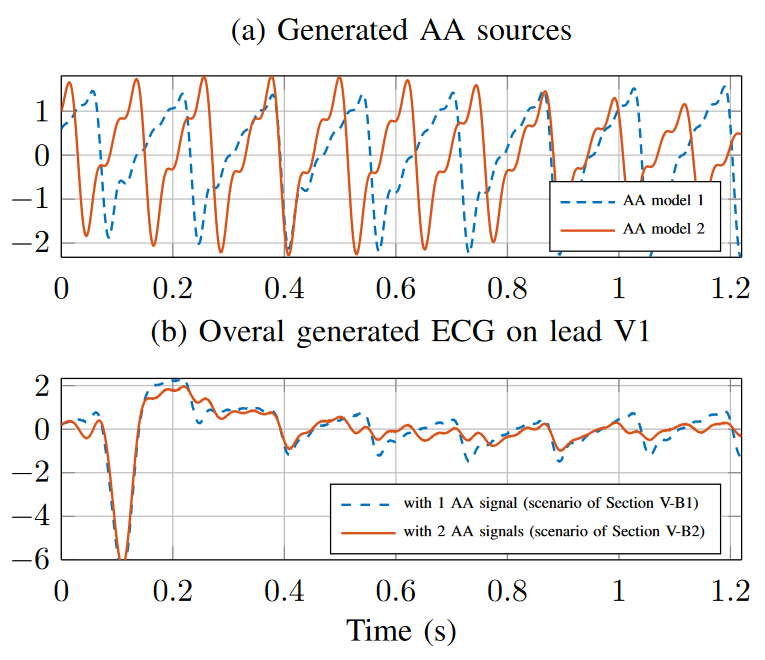 (a) Generated AA sources
1
0
−1
−2
AA model 1
AA model 2
0 0.2 0.4 0.6 0.8 1 1.2
(b) Overal generated ECG on lead V1
2
0
−2
−4
−6
with 1 AA signal (scenario of Section V-B1)
with 2 AA signals (scenario of Section V-B2)
0 0.2 0.4 0.6 0.8 1 1.2
Time (s)